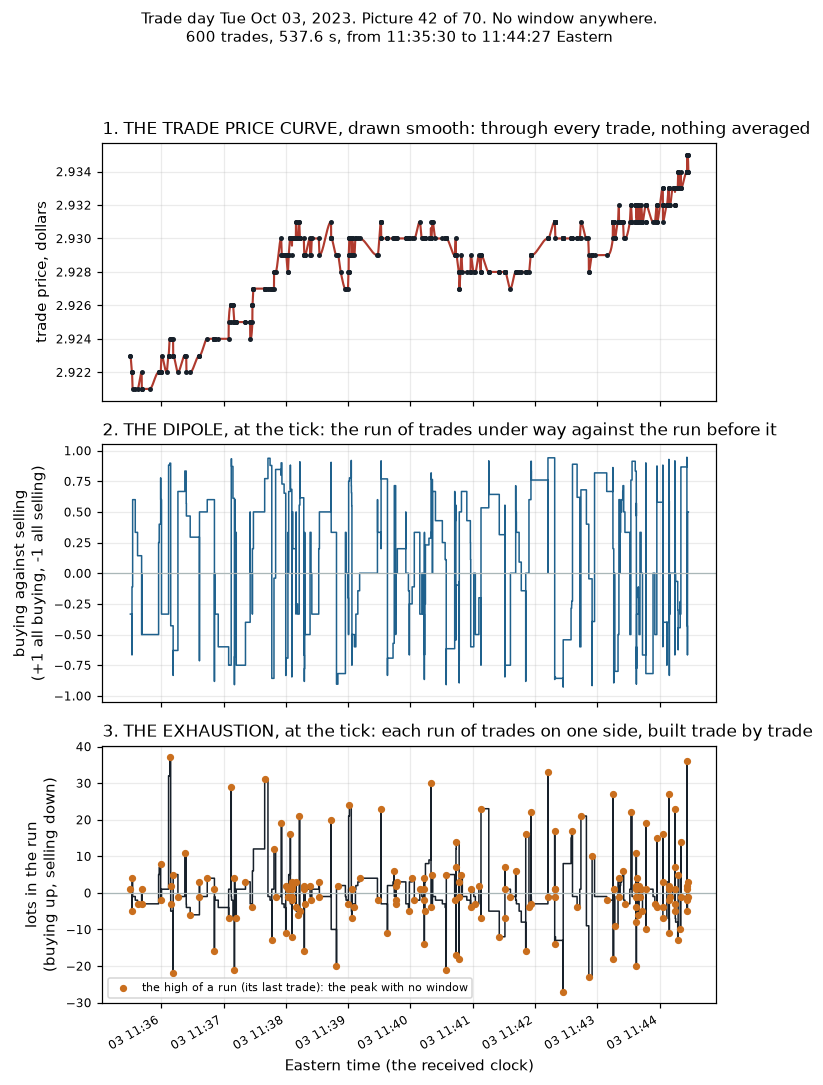 Trade day Tue Oct 03, 2023. Picture 42 of 70. No window anywhere.
600 trades, 537.6 s, from 11:35:30 to 11:44:27 Eastern
1. THE TRADE PRICE CURVE, drawn smooth: through every trade, nothing averaged
trade price, dollars
2.934
2.932
2.930
2.928
2.926
2.924
2.922
2. THE DIPOLE, at the tick: the run of trades under way against the run before it
buying against selling
(+1 all buying, -1 all selling)
1.00
0.75
0.50
0.25
0.00
−0.25
−0.50
−0.75
−1.00
3. THE EXHAUSTION, at the tick: each run of trades on one side, built trade by trade
lots in the run
(buying up, selling down)
40
30
20
10
0
−10
−20
−30
the high of a run (its last trade): the peak with no window
03 11:36
03 11:37
03 11:38
03 11:39
03 11:40
03 11:41
03 11:42
03 11:43
03 11:44
Eastern time (the received clock)